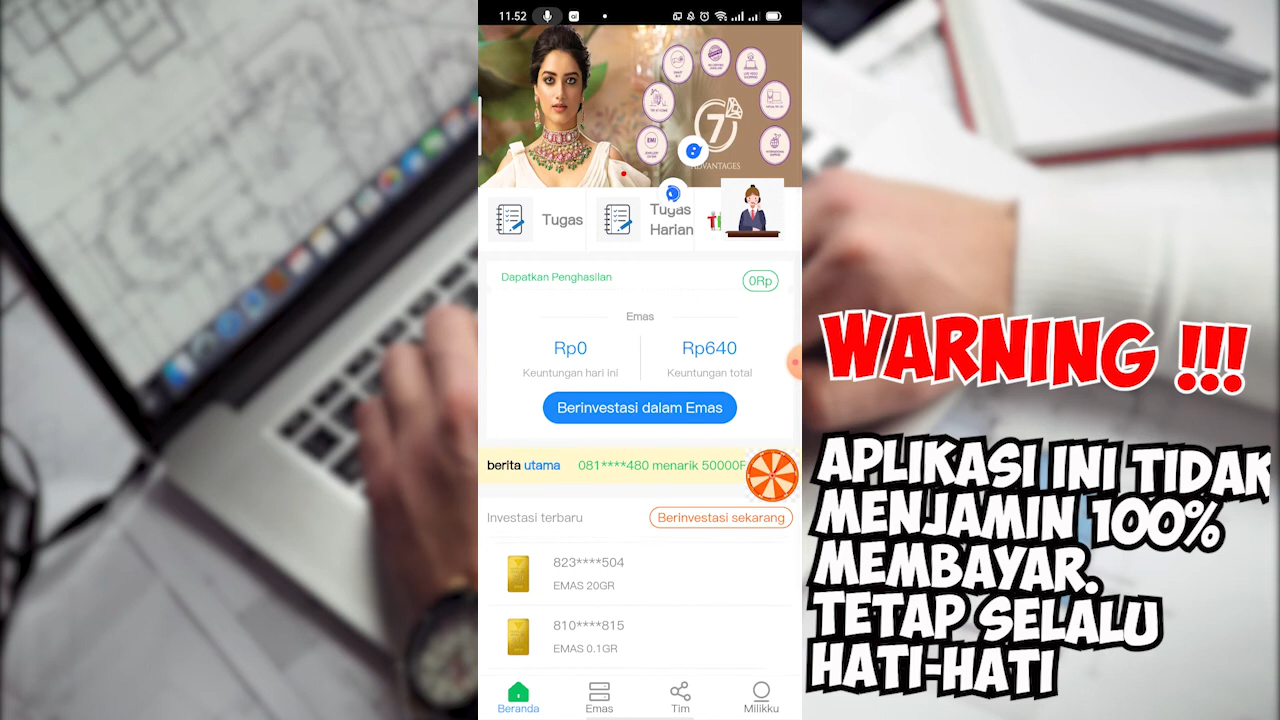 11.52
7
ADVANTAGES
EMI
Tugas
Tugas
Harian
Dapatkan Penghasilan
0Rp
Emas
Rp0
Rp640
Keuntungan hari ini
Keuntungan total
Berinvestasi dalam Emas
berita utama
081****480 menarik 50000R
Investasi terbaru
Berinvestasi sekarang
823****504
EMAS 20GR
810****815
EMAS 0.1GR
Beranda
Emas
Tim
Milikku
WARNING !!!
APLIKASI INI TIDAK
MENJAMIN 100%
MEMBAYAR.
TETAP SELALU
HATI-HATI